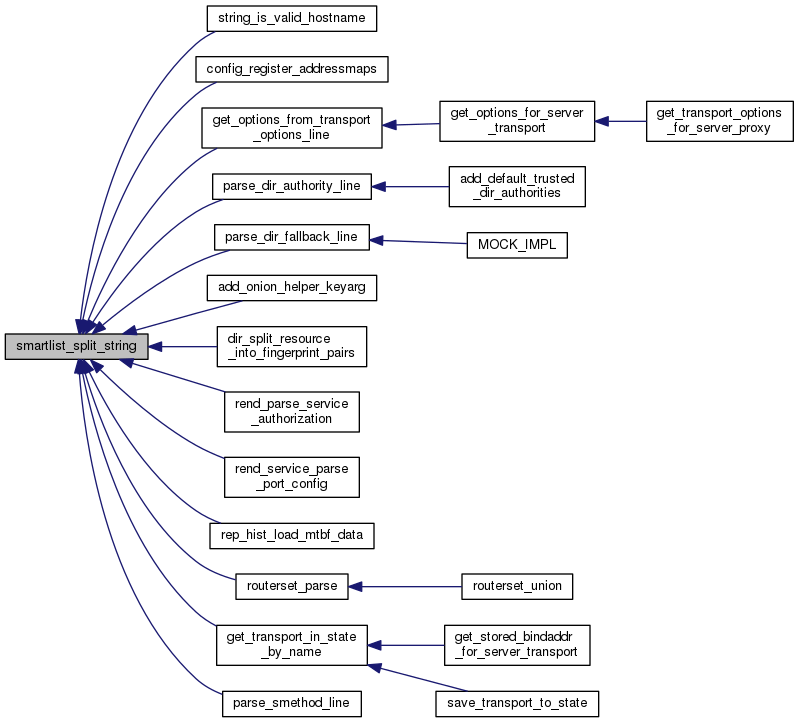 string_is_valid_hostname
config_register_addressmaps
get_options_from_transport
_options_line
get_options_for_server
_transport
get_transport_options
_for_server_proxy
parse_dir_authority_line
add_default_trusted
_dir_authorities
parse_dir_fallback_line
MOCK_IMPL
add_onion_helper_keyarg
smartlist_split_string
dir_split_resource
_into_fingerprint_pairs
rend_parse_service
_authorization
rend_service_parse
_port_config
rep_hist_load_mtbf_data
routerset_parse
routerset_union
get_transport_in_state
_by_name
get_stored_bindaddr
_for_server_transport
save_transport_to_state
parse_smethod_line